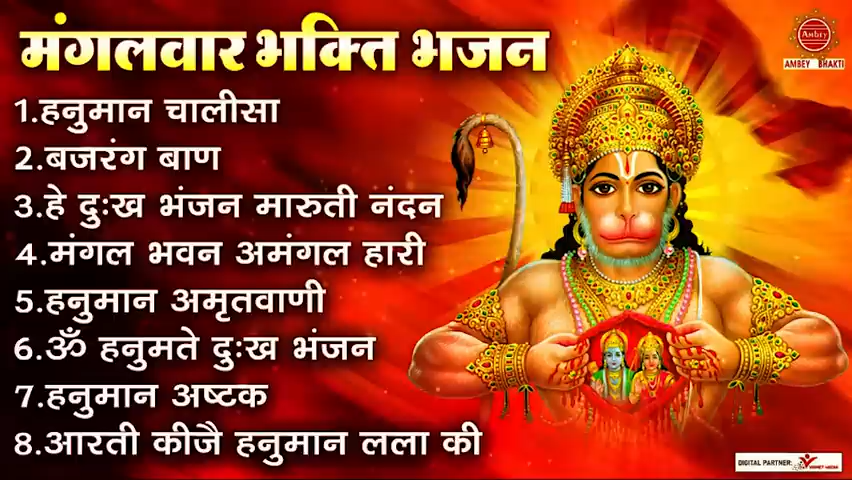 मंगलवार भक्ति भजन
Ambey
AMBEY BHAKTI
1.हनुमान चालीसा
2.बजरंग बाण
3.हे दुःख भंजन मारुती नंदन
4.मंगल भवन अमंगल हारी
5.हनुमान अमृतवाणी
6.ॐ हनुमते दुःख भंजन
7.हनुमान अष्टक
8.आरती कीजै हनुमान लला की
DIGITAL PARTNER: